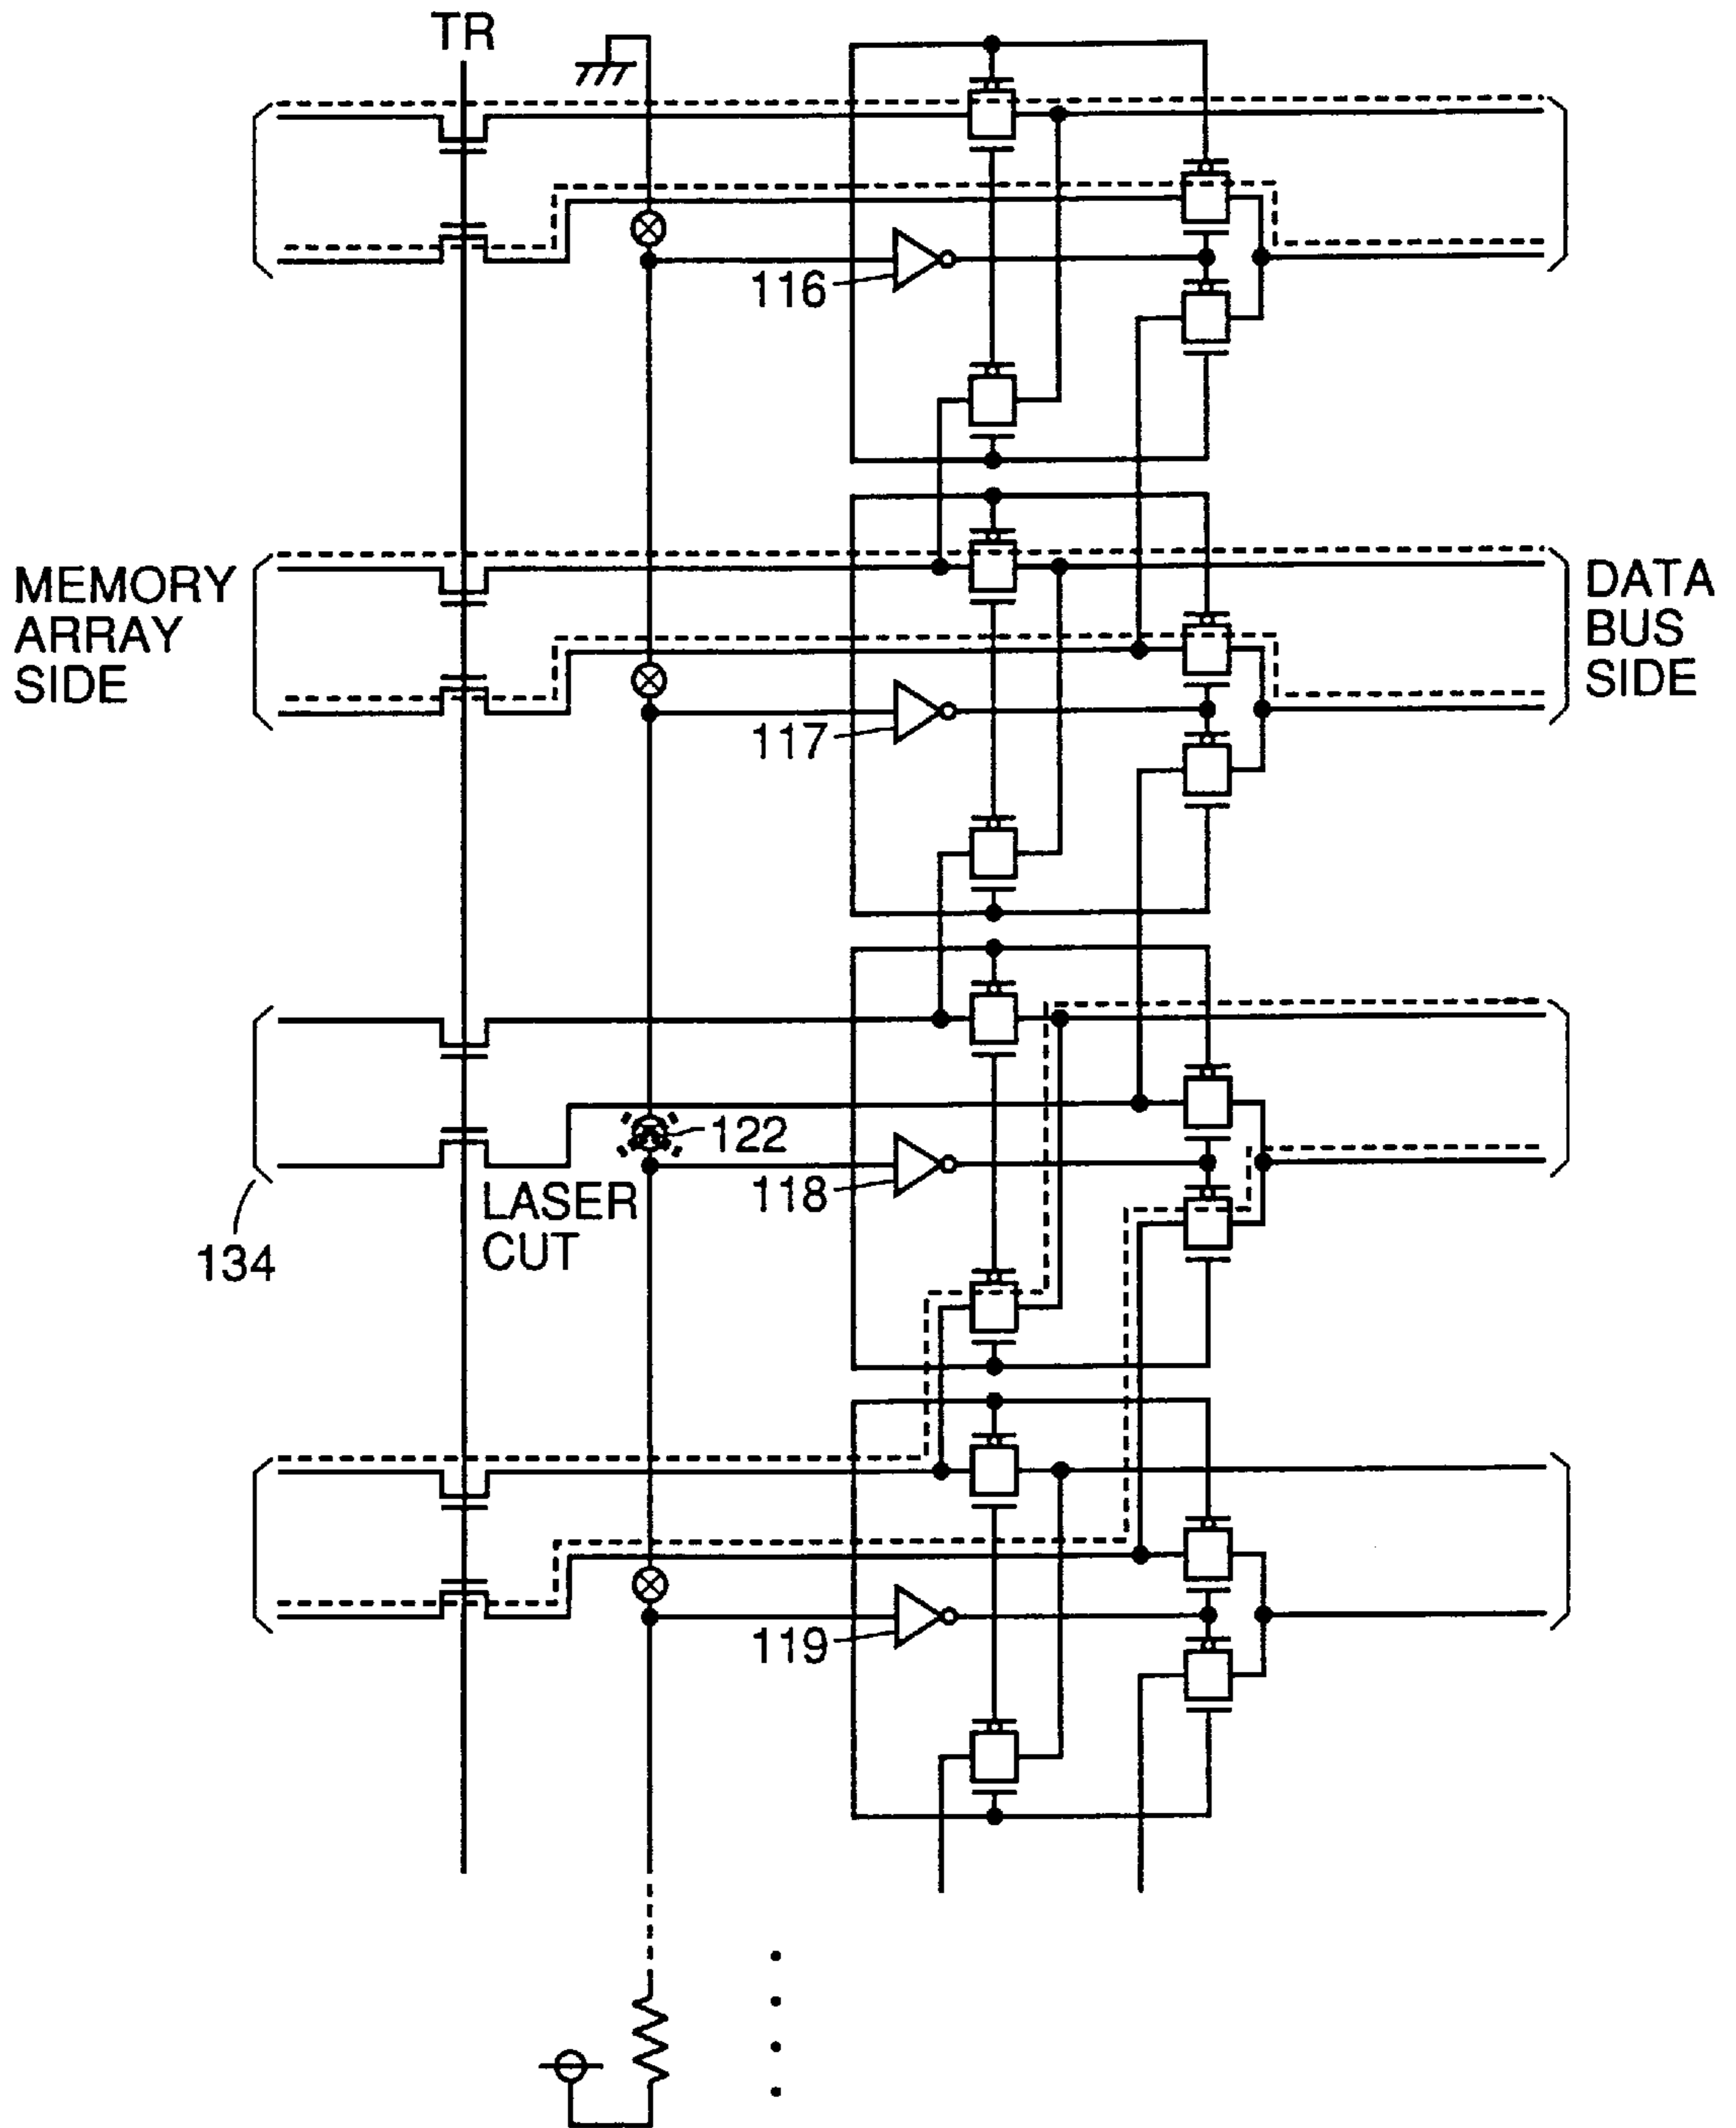 TR
116
MEMORY
ARRAY
SIDE
DATA
BUS
SIDE
117
122
118
LASER
CUT
134
119